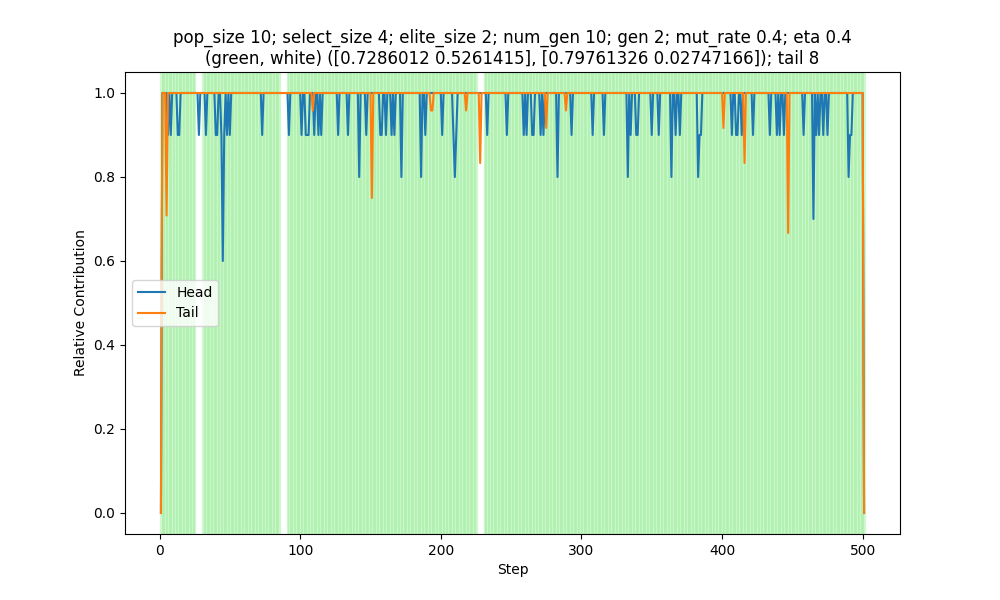 pop_size 10; select_size 4; elite_size 2; num_gen 10; gen 2; mut_rate 0.4; eta 0.4
(green, white) ([0.7286012 0.5261415], [0.79761326 0.02747166]); tail 8
1.0
0.8
0.6
0.4
0.2
0.0
Relative Contribution
Head
Tail
0
100
200
300
400
500
Step